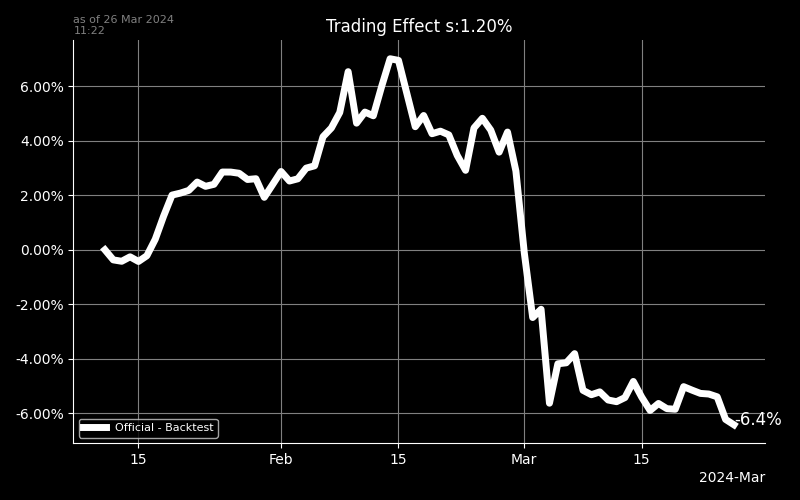 as of 26 Mar 2024
11:22
Trading Effect s:1.20%
6.00%
4.00%
2.00%
0.00%
-2.00%
-4.00%
-6.00%
-6.4%
Official - Backtest
15
Feb
15
Mar
15
2024-Mar